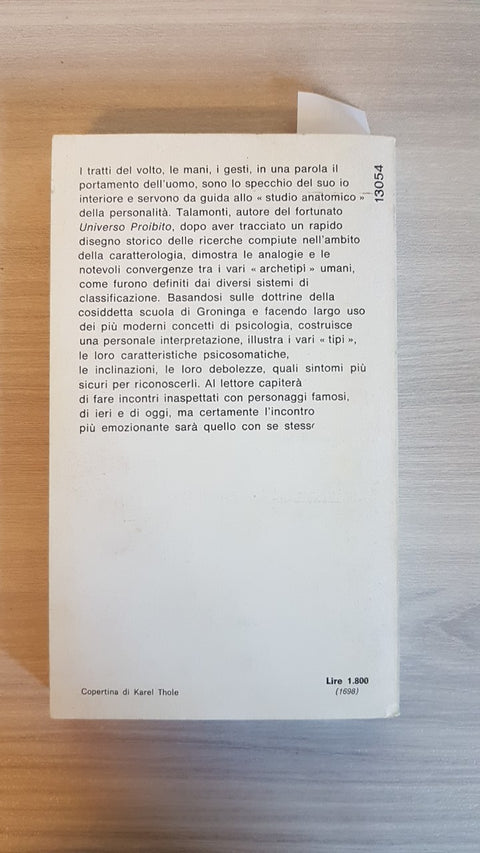 I tratti del volto, le mani, i gesti, in una parola il
portamento dell'uomo, sono lo specchio del suo io
interiore e servono da guida allo « studio anatomico »
della personalità. Talamonti, autore del fortunato
Universo Proibito, dopo aver tracciato un rapido
disegno storico delle ricerche compiute nell'ambito
della caratterologia, dimostra le analogie e le
notevoli convergenze tra i vari « archetipi » umani,
come furono definiti dai diversi sistemi di
classificazione. Basandosi sulle dottrine della
cosiddetta scuola di Groninga e facendo largo uso
dei più moderni concetti di psicologia, costruisce
una personale interpretazione, illustra i vari « tipi »,
le loro caratteristiche psicosomatiche,
le inclinazioni, le loro debolezze, quali sintomi più
sicuri per riconoscerli. Al lettore capiterà
di fare incontri inaspettati con personaggi famosi,
di ieri e di oggi, ma certamente l'incontro
più emozionante sarà quello con se stess
13054
Lire 1.800
Copertina di Karel Thole
(1698)